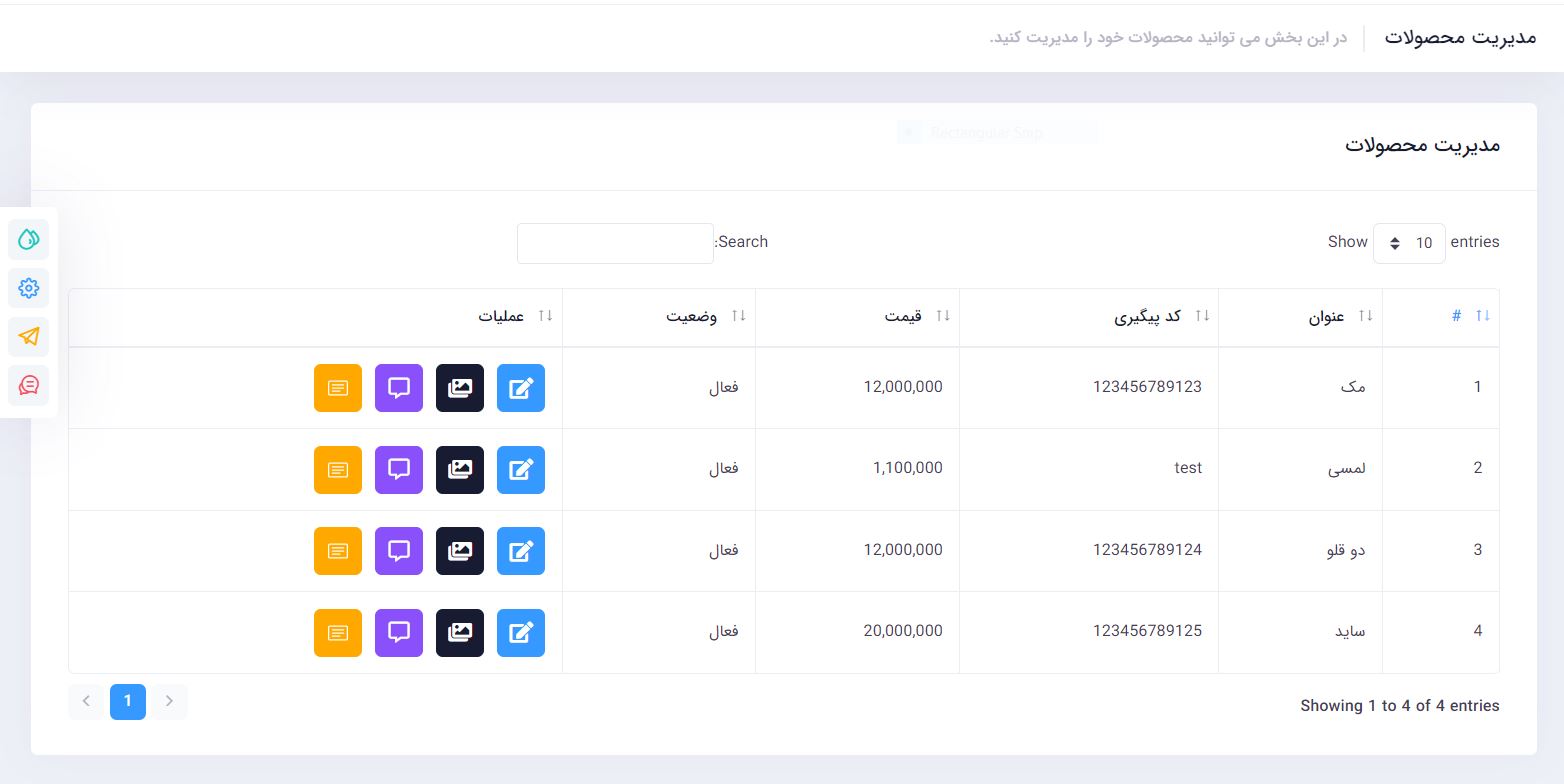 مدیریت محصولات | در این بخش می توانید محصولات خود را مدیریت کنید.
Rectangular Snip
مدیریت محصولات
Show 10 entries
Search:
# عنوان کد پیگیری قیمت وضعیت عملیات
1 مک 123456789123 12,000,000 فعال
2 لمسی test 1,100,000 فعال
3 دو قلو 123456789124 12,000,000 فعال
4 ساید 123456789125 20,000,000 فعال
Showing 1 to 4 of 4 entries
1